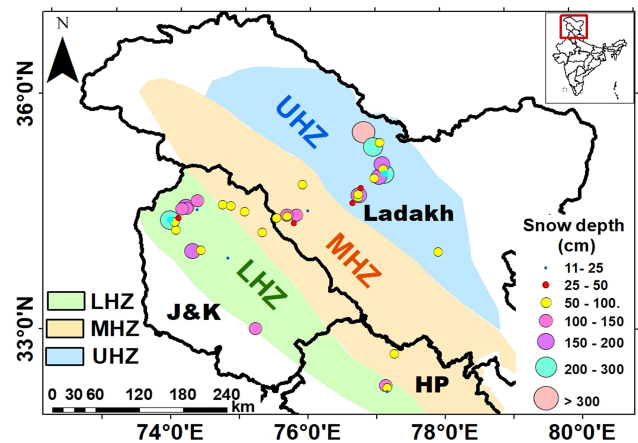 N
36°0'N
33°0'N
UHZ
Ladakh
MHZ
LHZ
J&K
HP
LHZ
MHZ
UHZ
0 30 60 120 180 240
km
Snow depth
(cm)
11- 25
25 - 50
50 - 100.
100 - 150
150 - 200
200 - 300
> 300
74°0'E 76°0'E 78°0'E 80°0'E